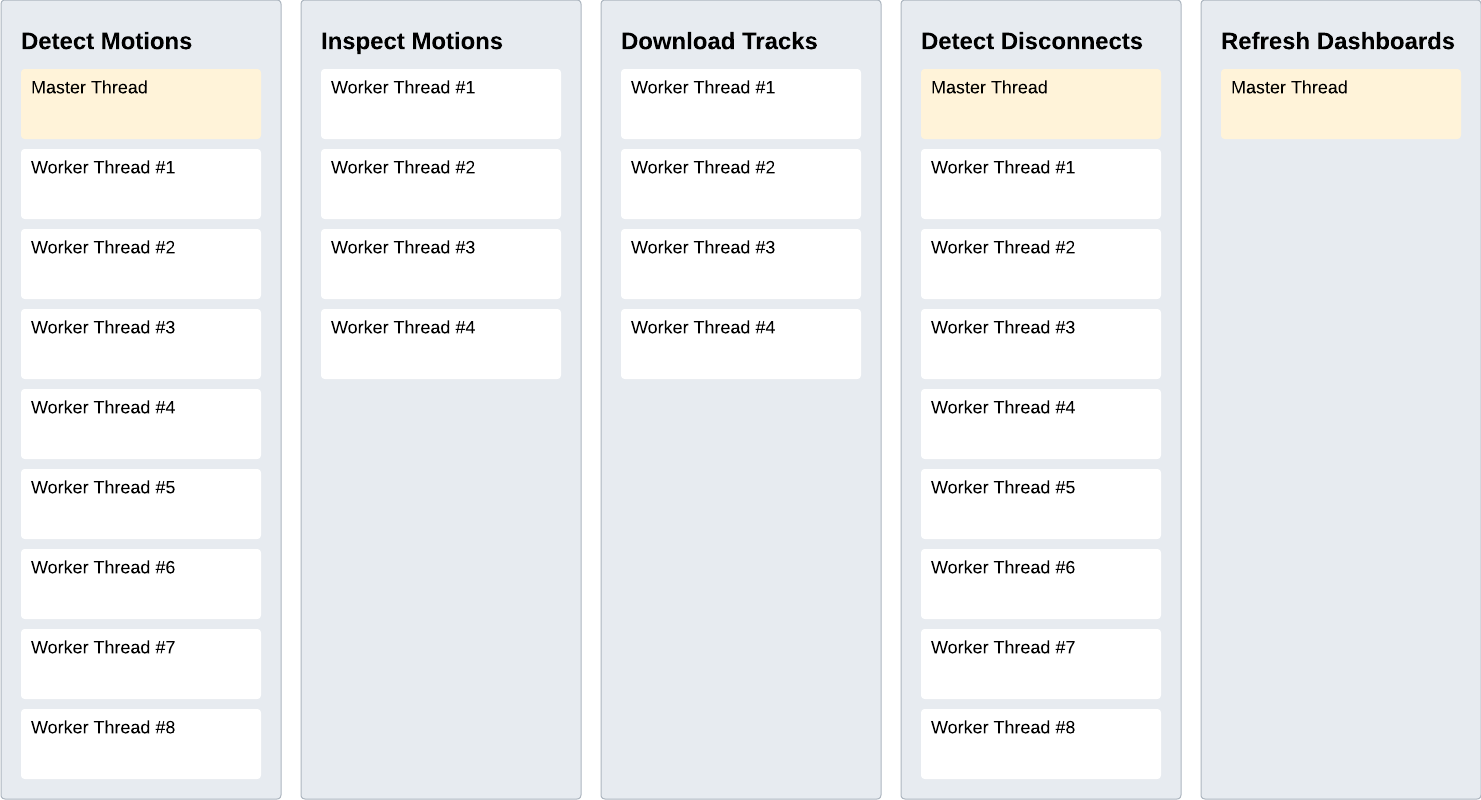 Detect Motions
Master Thread
Worker Thread #1
Worker Thread #2
Worker Thread #3
Worker Thread #4
Worker Thread #5
Worker Thread #6
Worker Thread #7
Worker Thread #8
Inspect Motions
Worker Thread #1
Worker Thread #2
Worker Thread #3
Worker Thread #4
Download Tracks
Worker Thread #1
Worker Thread #2
Worker Thread #3
Worker Thread #4
Detect Disconnects
Master Thread
Worker Thread #1
Worker Thread #2
Worker Thread #3
Worker Thread #4
Worker Thread #5
Worker Thread #6
Worker Thread #7
Worker Thread #8
Refresh Dashboards
Master Thread